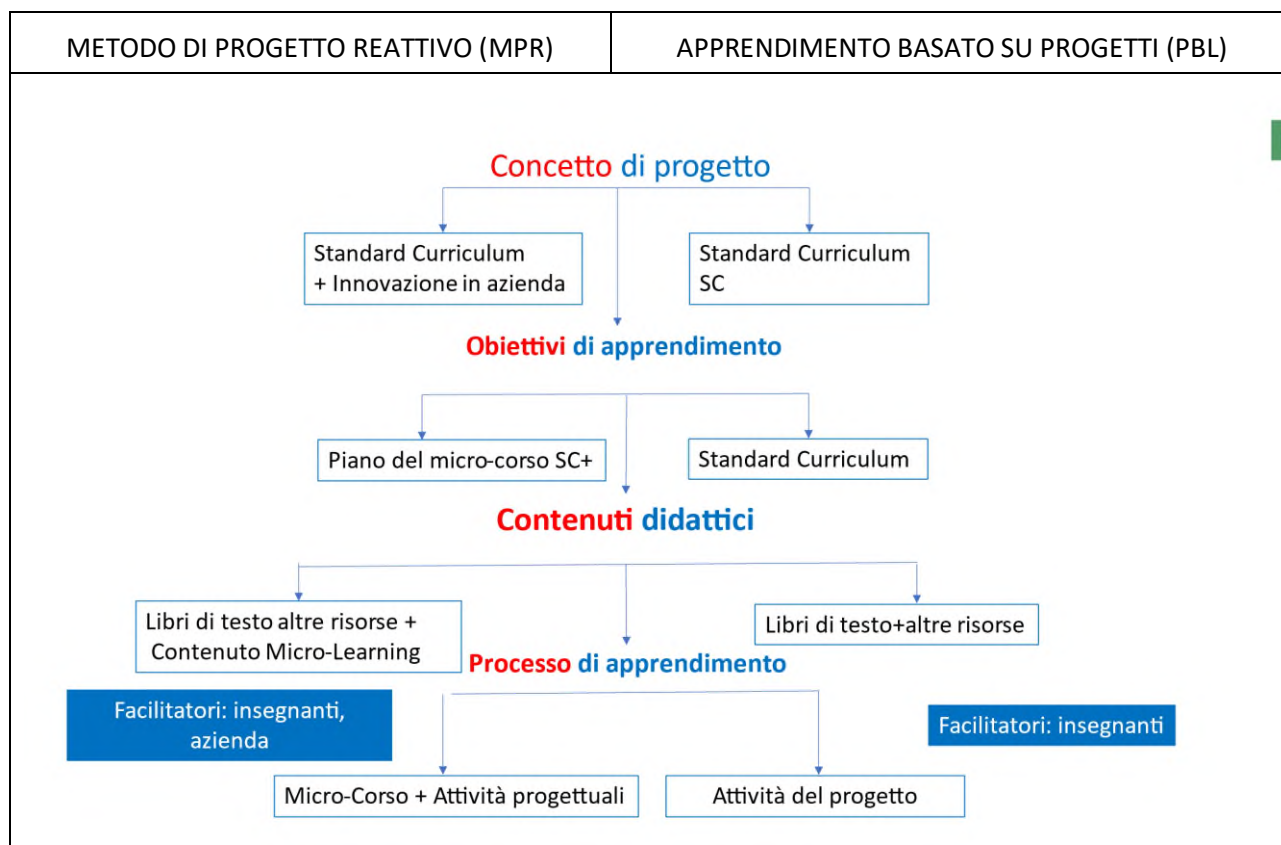 METODO DI PROGETTO REATTIVO (MPR)
APPRENDIMENTO BASATO SU PROGETTI (PBL)
Concetto di progetto
Standard Curriculum
+ Innovazione in azienda
Standard Curriculum
SC
Obiettivi di apprendimento
Piano del micro-corso SC+
Standard Curriculum
Contenuti didattici
Libri di testo altre risorse +
Contenuto Micro-Learning
Libri di testo+altre risorse
Processo di apprendimento
Facilitatori: insegnanti,
azienda
Facilitatori: insegnanti
Micro-Corso + Attività progettuali
Attività del progetto